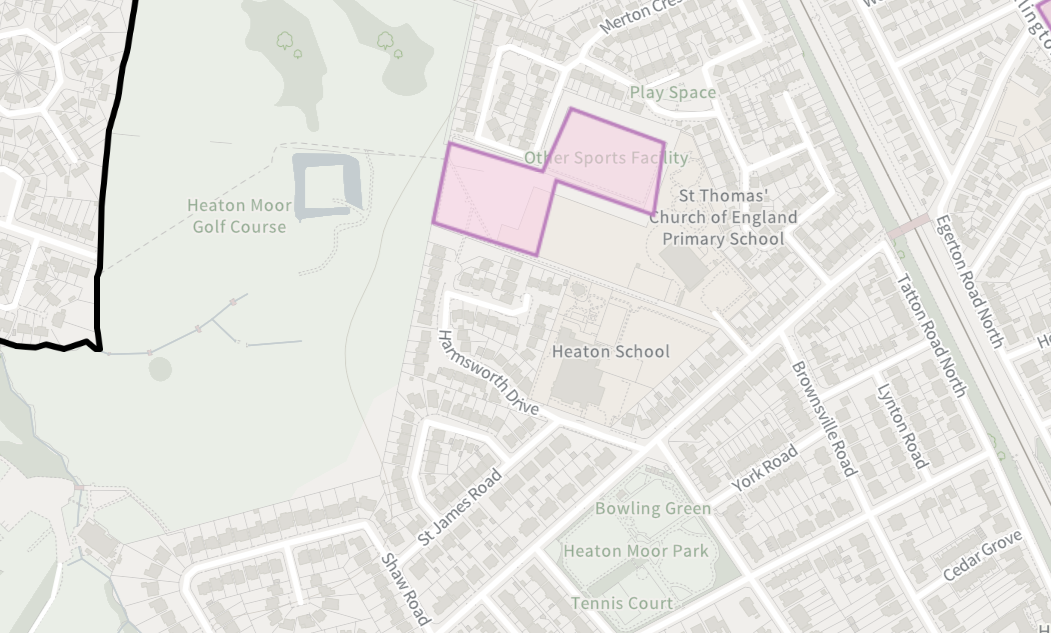 Merton Cres
Play Space
Other Sports Facility
St Thomas'
Church of England
Primary School
Heaton Moor
Golf Course
Egerton Road North
Tatton Road North
Harmsworth Drive
Heaton School
Brownsville Road
Lynton Road
York Road
St James Road
Bowling Green
Heaton Moor Park
Cedar Grove
Shaw Road
Tennis Court